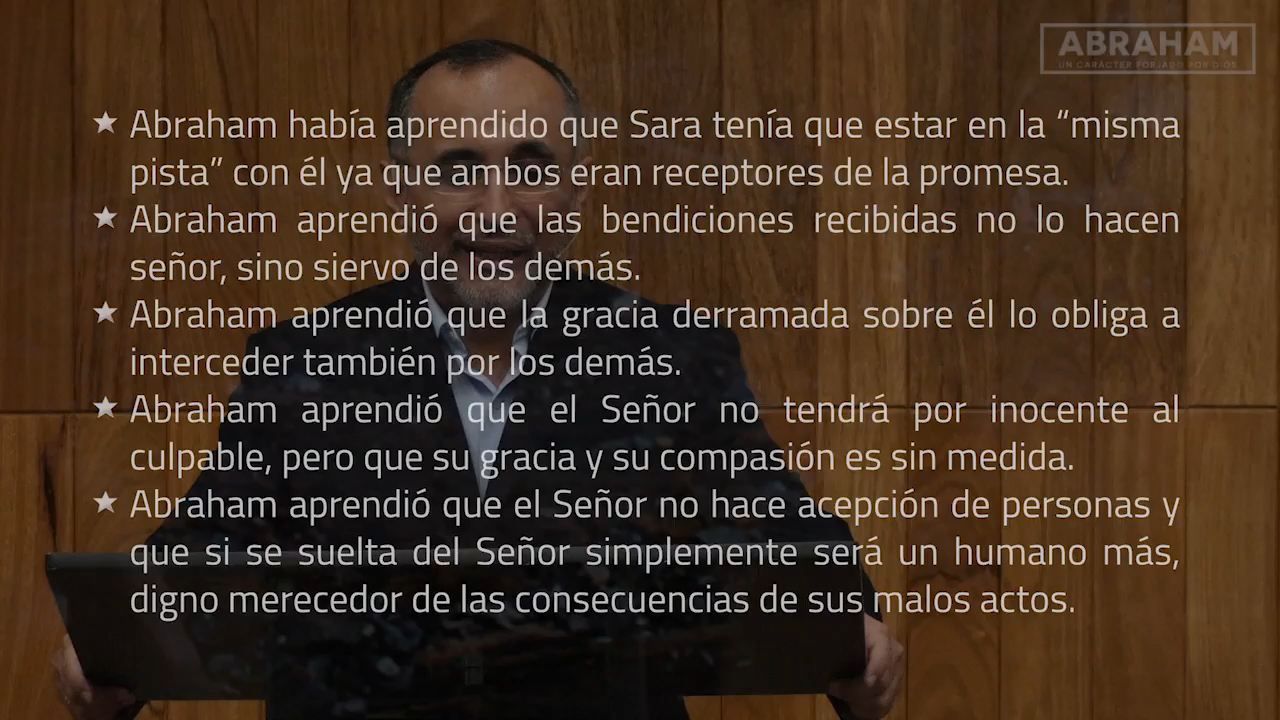 ABRAHAM
UN CARÁCTER FORJADO POR DIOS
★ Abraham había aprendido que Sara tenía que estar en la “misma
pista” con él ya que ambos eran receptores de la promesa.
★ Abraham aprendió que las bendiciones recibidas no lo hacen
señor, sino siervo de los demás.
★ Abraham aprendió que la gracia derramada sobre él lo obliga a
interceder también por los demás.
★ Abraham aprendió que el Señor no tendrá por inocente al
culpable, pero que su gracia y su compasión es sin medida.
★ Abraham aprendió que el Señor no hace acepción de personas y
que si se suelta del Señor simplemente será un humano más,
digno merecedor de las consecuencias de sus malos actos.